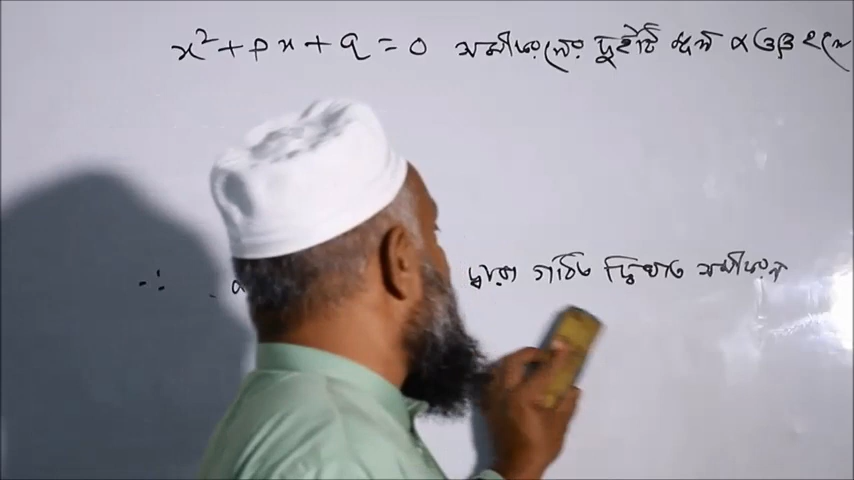 x² + px + q = 0 সমীকরণের দুইটি মূল α ও β হলে
∴
দ্বারা গঠিত দ্বিঘাত সমীকরণ